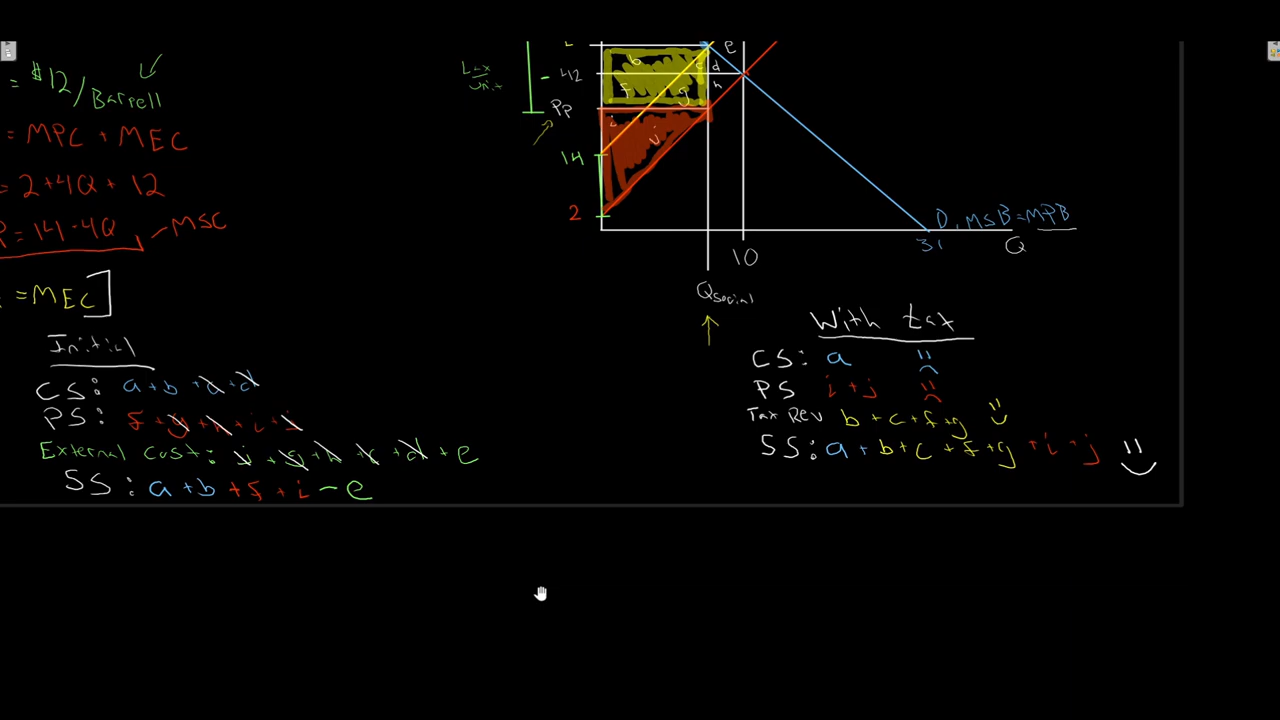 = $12/Barrell
= MPC + MEC
= 2+4Q + 12
P = 14 - 4Q MSC
= MEC]
Initial
CS: a + b + c + d
PS: f + g + h + i + j
External cost: j + g + h + c + d + e
SS: a + b + f + i - e
b
c
d
e
f
g
h
i
j
42
Pp
14
2
D, MSB = MPB
31
Q
10
Qsocial
With tax
CS: a
PS i + j
Tax Rev b + c + f + g
SS: a + b + c + f + g + i + j